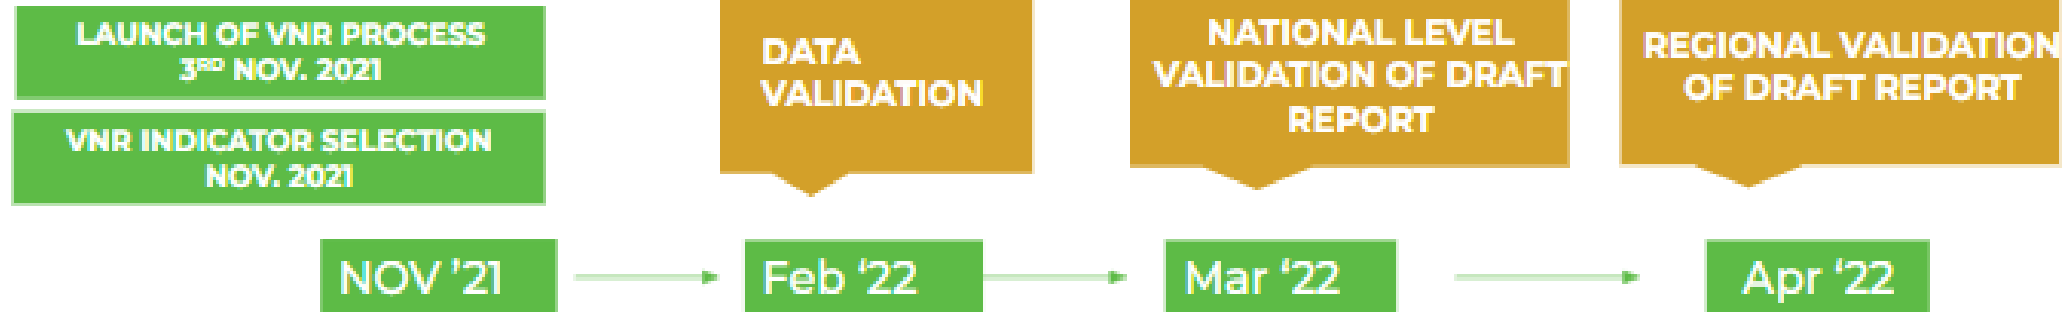 LAUNCH OF VNR PROCESS
3RD NOV. 2021
VNR INDICATOR SELECTION
NOV. 2021
DATA
VALIDATION
NATIONAL LEVEL
VALIDATION OF DRAFT
REPORT
REGIONAL VALIDATION
OF DRAFT REPORT
NOV '21
Feb '22
Mar '22
Apr '22